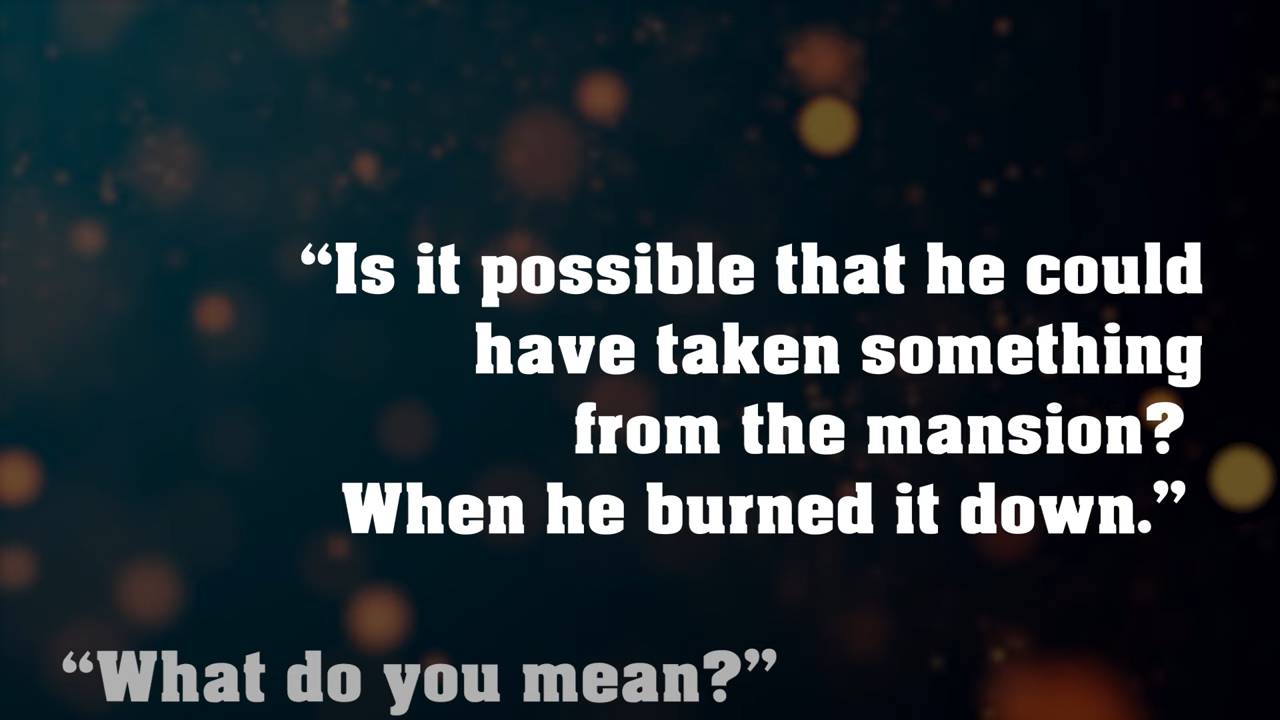 “Is it possible that he could
have taken something
from the mansion?
When he burned it down.”
“What do you mean?”